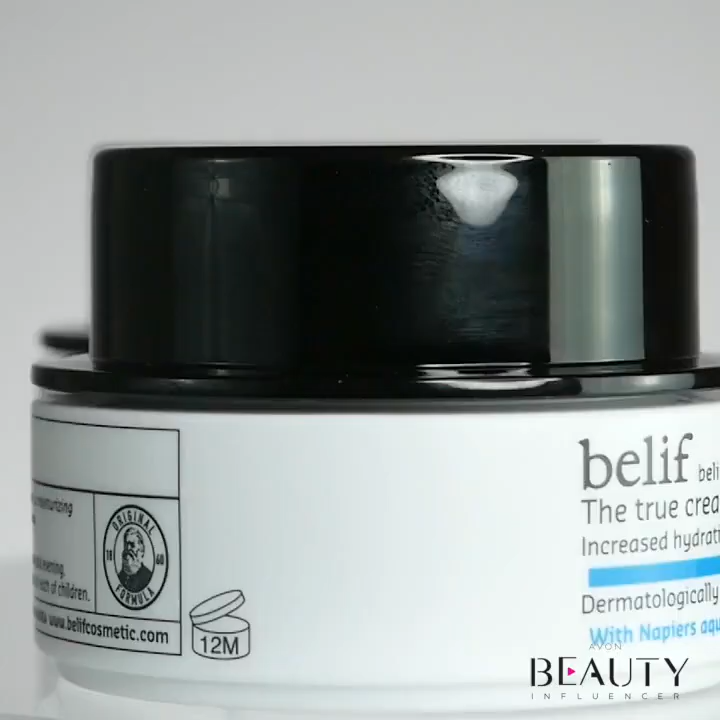 moisturizing
evening.
of children.
www.belifcosmetic.com
ORIGINAL
18 60
FORMULA
12M
belif beli
The true crea
Increased hydrati
Dermatologically
With Napiers aqu
AVON
BEAUTY
INFLUENCER